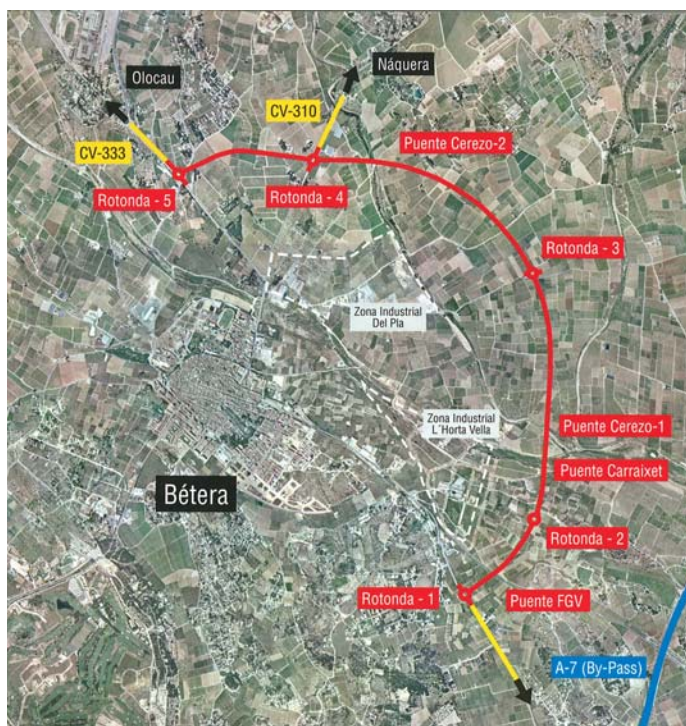 Náquera
Olocau
CV-310
CV-333
Puente Cerezo-2
Rotonda - 5
Rotonda - 4
Rotonda - 3
Zona Industrial
Del Pla
Zona Industrial
L´Horta Vella
Puente Cerezo-1
Puente Carraixet
Bétera
Rotonda - 2
Rotonda - 1
Puente FGV
A-7 (By-Pass)